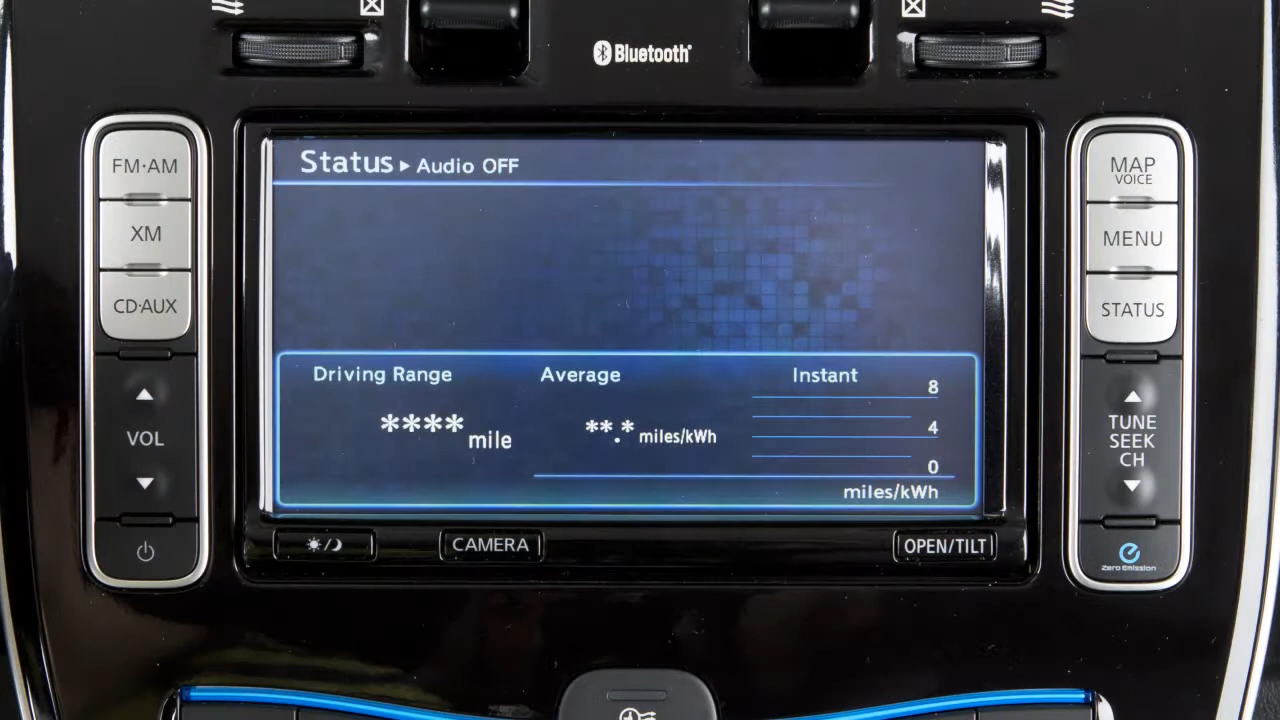 Bluetooth®
FM·AM
XM
CD·AUX
VOL
Status ▸ Audio OFF
Driving Range
**** mile
Average
**.* miles/kWh
Instant
8
4
0
miles/kWh
MAP
VOICE
MENU
STATUS
TUNE
SEEK
CH
Zero Emission
CAMERA
OPEN/TILT